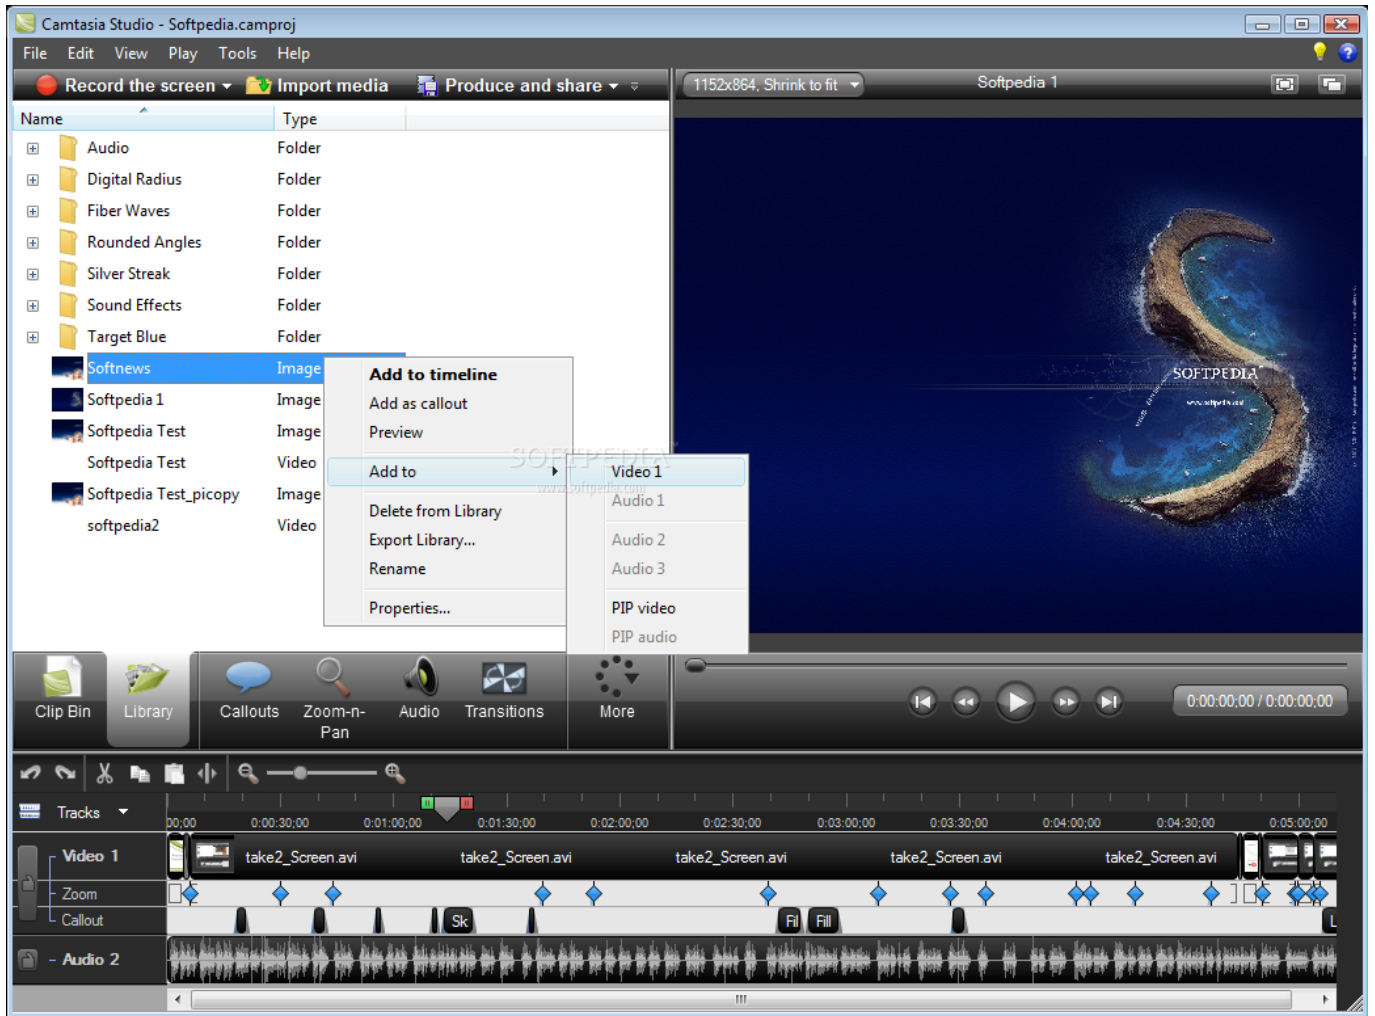 Camtasia Studio - Softpedia.camproj
File Edit View Play Tools Help
Record the screen Import media Produce and share
1152x864, Shrink to fit Softpedia 1
Name Type
Audio Folder
Digital Radius Folder
Fiber Waves Folder
Rounded Angles Folder
Silver Streak Folder
Sound Effects Folder
Target Blue Folder
Softnews Image
Softpedia 1 Image
Softpedia Test Image
Softpedia Test Video
Softpedia Test_picopy Image
softpedia2 Video
Add to timeline
Add as callout
Preview
Add to
Delete from Library
Export Library...
Rename
Properties...
Video 1
Audio 1
Audio 2
Audio 3
PIP video
PIP audio
SOFTPEDIA
www.softpedia.com
SOFTPEDIA
www.softpedia.com
Clip Bin Library Callouts Zoom-n-Pan Audio Transitions More
0:00:00;00 / 0:00:00;00
Tracks
00;00 0:00:30;00 0:01:00;00 0:01:30;00 0:02:00;00 0:02:30;00 0:03:00;00 0:03:30;00 0:04:00;00 0:04:30;00 0:05:00;00
Video 1 take2_Screen.avi take2_Screen.avi take2_Screen.avi take2_Screen.avi take2_Screen.avi
Zoom
Callout Sk Fil Fill L
Audio 2